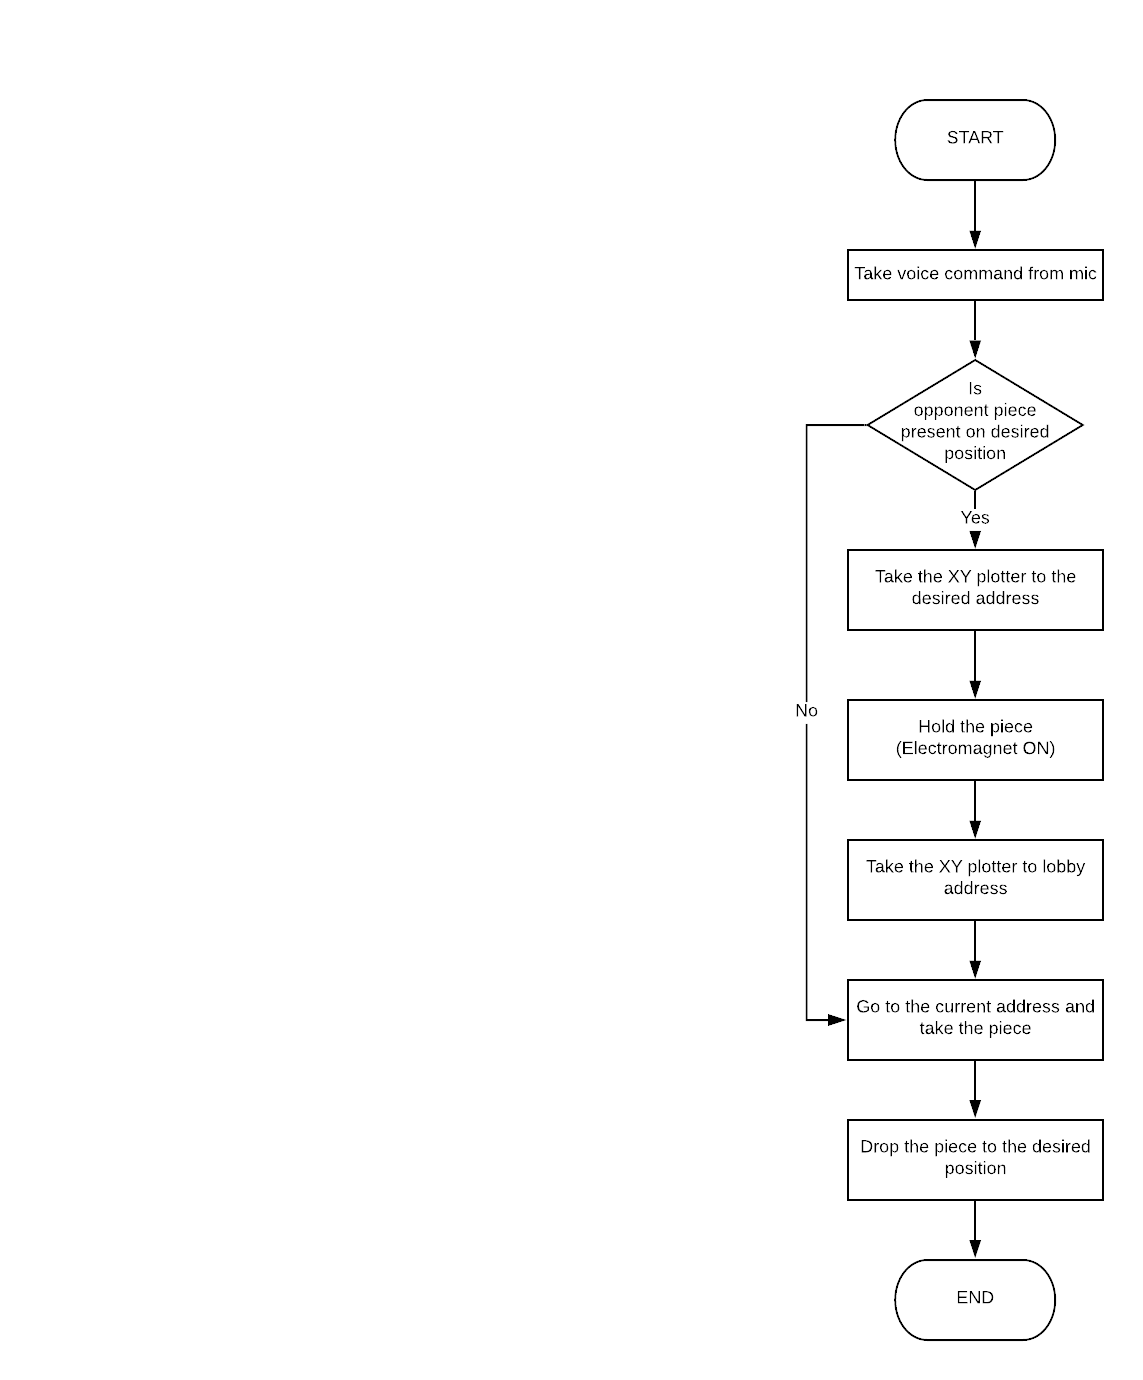 START
Take voice command from mic
Is
opponent piece
present on desired
position
Yes
Take the XY plotter to the
desired address
No
Hold the piece
(Electromagnet ON)
Take the XY plotter to lobby
address
Go to the current address and
take the piece
Drop the piece to the desired
position
END